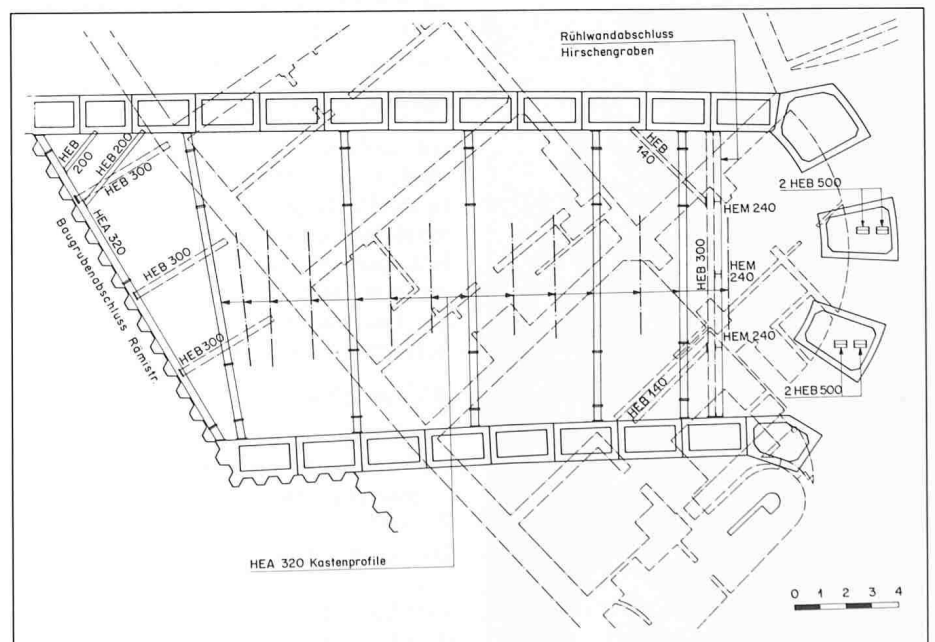 Rühlwandabschluss
Hirschengraben
HEB
200
HEB 200
HEB 300
HEB
140
2 HEB 500
HEA 320
HEM 240
Baugrubenabschluss Rämistr.
HEB 300
HEB 300
HEM
240
HEB 300
HEM 240
HEB 140
2 HEB 500
HEA 320 Kastenprofile
0 1 2 3 4